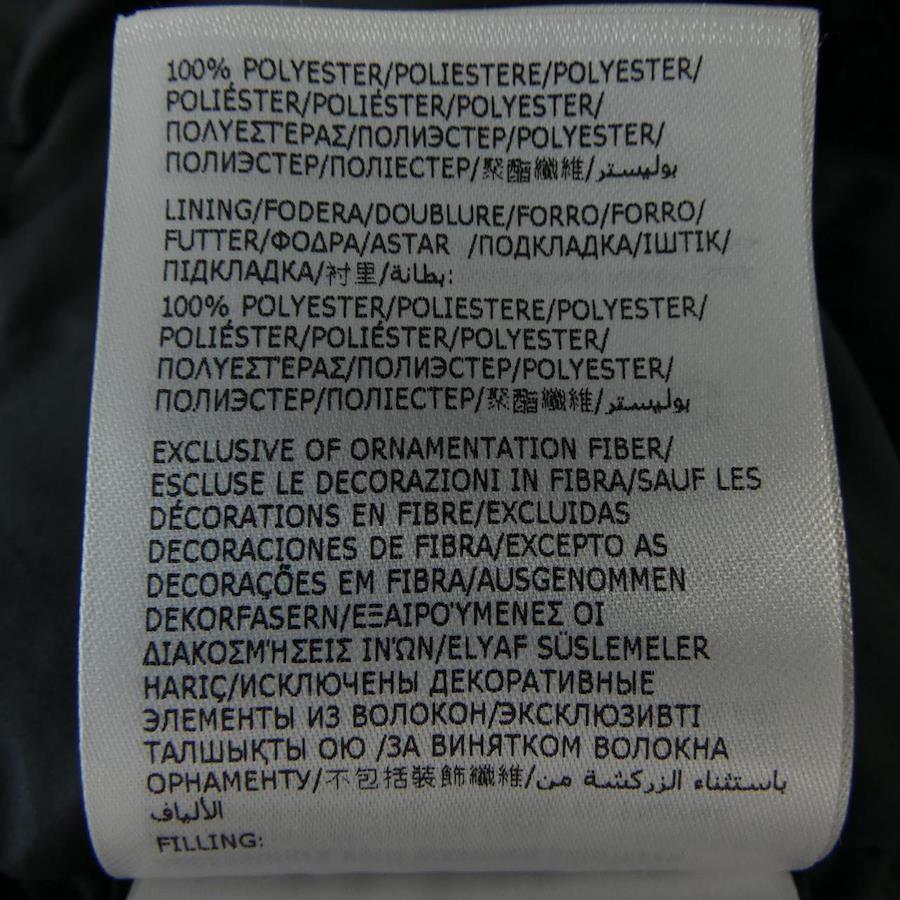 100% POLYESTER/POLIESTERE/POLYESTER/
POLIÉSTER/POLIÉSTER/POLYESTER/
ΠΟΛΥΕΣΤΈΡΑΣ/ПОЛИЭСТЕР/POLYESTER/
ПОЛИЭСТЕР/ПОЛІЕСТЕР/聚酯纖維/بوليستر
LINING/FODERA/DOUBLURE/FORRO/FORRO/
FUTTER/ΦΟΔΡΑ/ASTAR /ПОДКЛАДКА/ІШТІК/
ПІДКЛАДКА/衬里/بطانة:
100% POLYESTER/POLIESTERE/POLYESTER/
POLIÉSTER/POLIÉSTER/POLYESTER/
ΠΟΛΥΕΣΤΈΡΑΣ/ПОЛИЭСТЕР/POLYESTER/
ПОЛИЭСТЕР/ПОЛІЕСТЕР/聚酯纖維/بوليستر
EXCLUSIVE OF ORNAMENTATION FIBER/
ESCLUSE LE DECORAZIONI IN FIBRA/SAUF LES
DÉCORATIONS EN FIBRE/EXCLUIDAS
DECORACIONES DE FIBRA/EXCEPTO AS
DECORAÇÕES EM FIBRA/AUSGENOMMEN
DEKORFASERN/ΕΞΑΙΡΟΎΜΕΝΕΣ ΟΙ
ΔΙΑΚΟΣΜΉΣΕΙΣ ΙΝΏΝ/ELYAF SÜSLEMELER
HARIÇ/ИСКЛЮЧЕНЫ ДЕКОРАТИВНЫЕ
ЭЛЕМЕНТЫ ИЗ ВОЛОКОН/ЭКСКЛЮЗИВТІ
ТАЛШЫҚТЫ ОЮ /ЗА ВИНЯТКОМ ВОЛОКНА
ОРНАМЕНТУ/不包括裝飾纖維/باستثناء الزركشة من
الألياف
FILLING: